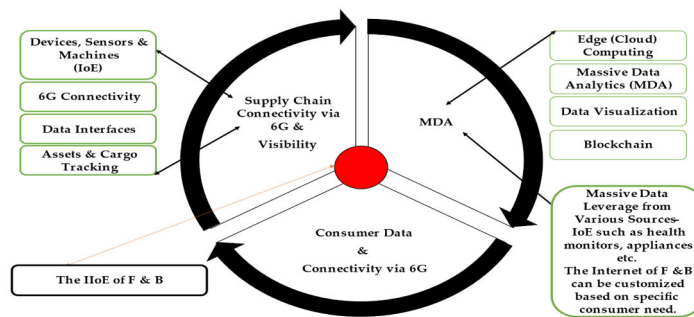 Devices, Sensors &
Machines
(IoE)
6G Connectivity
Data Interfaces
Assets & Cargo
Tracking
Supply Chain
Connectivity via
6G &
Visibility
MDA
Edge (Cloud)
Computing
Massive Data
Analytics (MDA)
Data Visualization
Blockchain
Massive Data
Leverage from
Various Sources-
IoE such as health
monitors, appliances
etc.
The Internet of F &B
can be customized
based on specific
consumer need.
Consumer Data
&
Connectivity via 6G
The IIoE of F & B